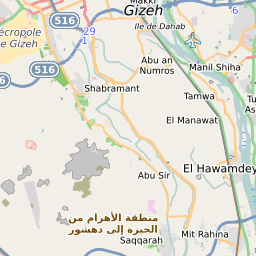 Makki
Gizeh
516
Ile de Dahab
29
1
nécropole
de Gizeh
Abu an
Numros
Manil Shiha
516
Shabramant
Tamwa
El Manawat
Abu Sir
El Hawamdey
منطقة الأهرام من
الجيزة إلى دهشور
Saqqarah
Mit Rahina